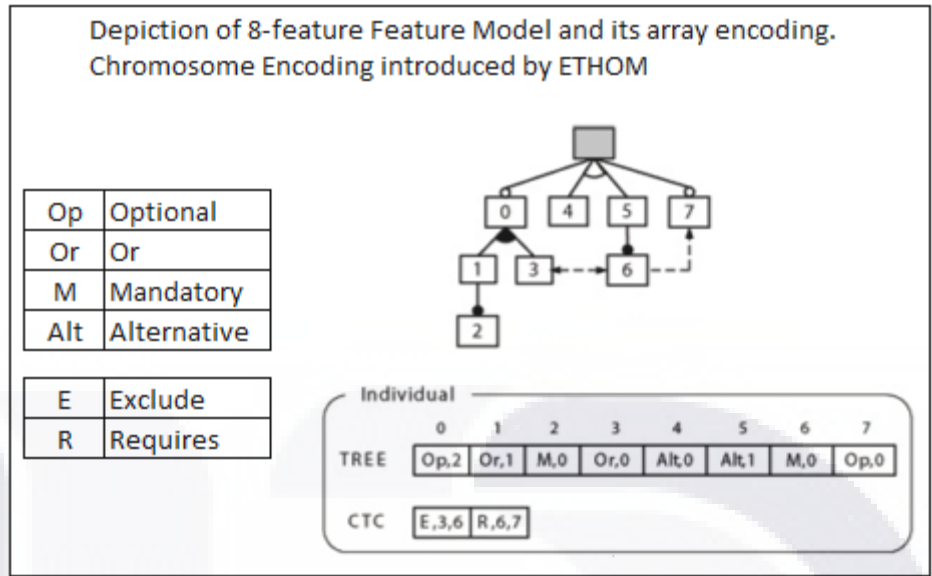 Depiction of 8-feature Feature Model and its array encoding.
Chromosome Encoding introduced by ETHOM
Op Optional
Or Or
M Mandatory
Alt Alternative
E Exclude
R Requires
0 4 5 7
1 3 6
2
Individual
0 1 2 3 4 5 6 7
TREE Op,2 Or,1 M,0 Or,0 Alt,0 Alt,1 M,0 Op,0
CTC E,3,6 R,6,7